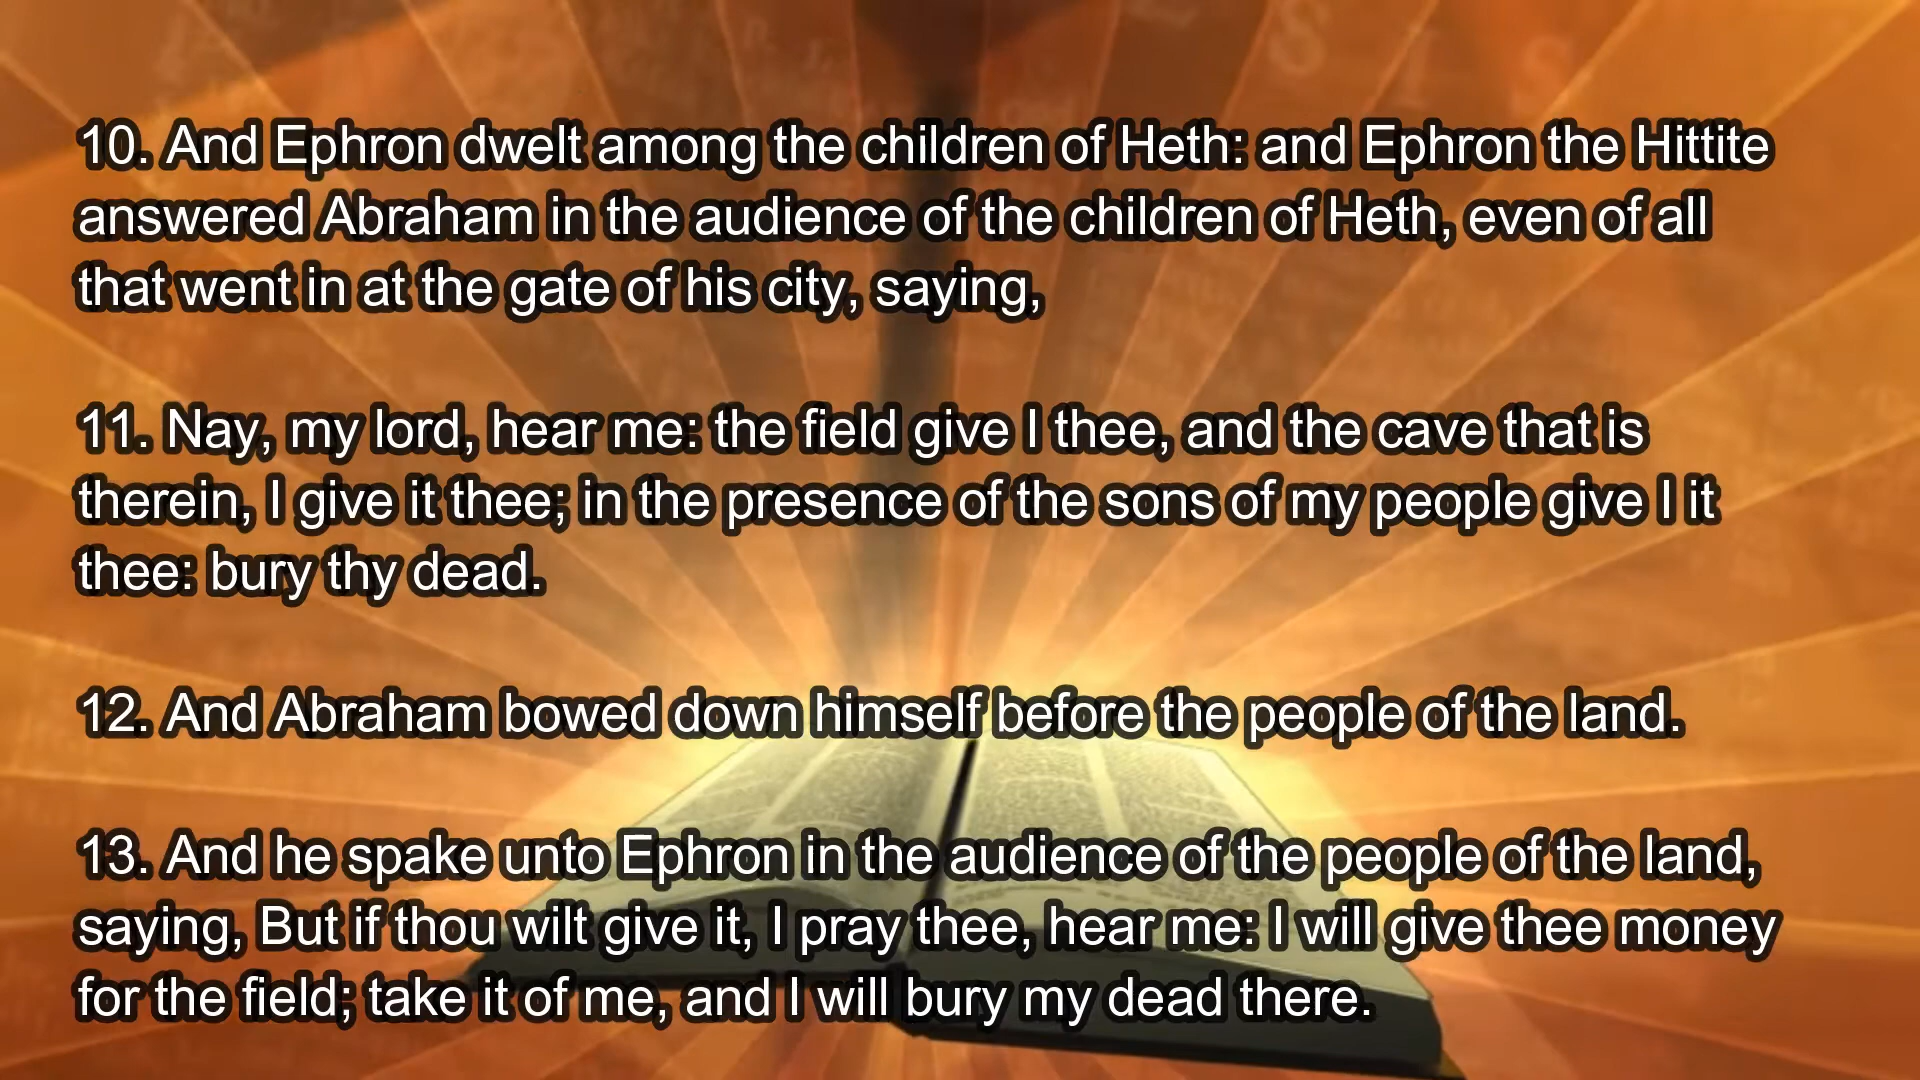 10. And Ephron dwelt among the children of Heth: and Ephron the Hittite
answered Abraham in the audience of the children of Heth, even of all
that went in at the gate of his city, saying,
11. Nay, my lord, hear me: the field give I thee, and the cave that is
therein, I give it thee; in the presence of the sons of my people give I it
thee: bury thy dead.
12. And Abraham bowed down himself before the people of the land.
13. And he spake unto Ephron in the audience of the people of the land,
saying, But if thou wilt give it, I pray thee, hear me: I will give thee money
for the field; take it of me, and I will bury my dead there.